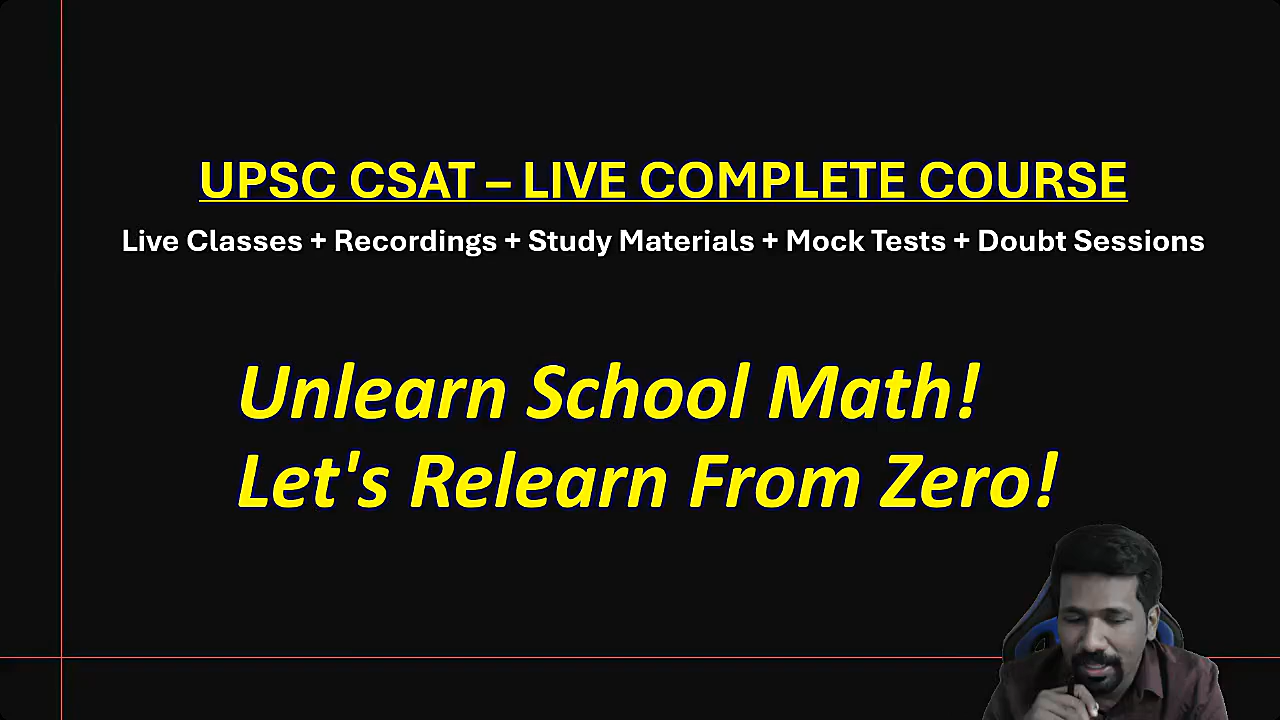 UPSC CSAT – LIVE COMPLETE COURSE
Live Classes + Recordings + Study Materials + Mock Tests + Doubt Sessions
Unlearn School Math!
Let's Relearn From Zero!